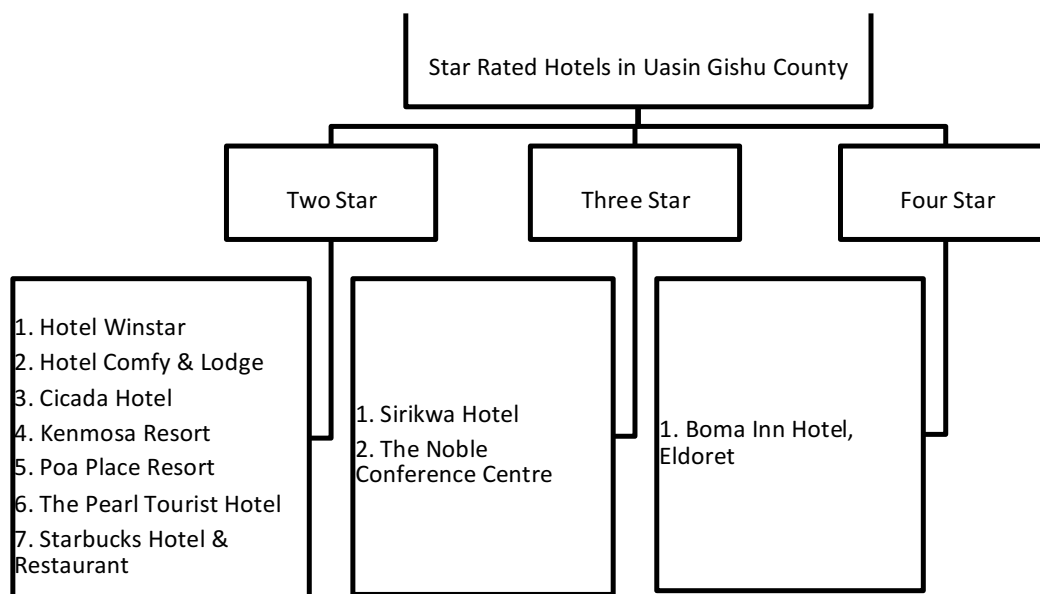 Star Rated Hotels in Uasin Gishu County
Two Star
Three Star
Four Star
1. Hotel Winstar
2. Hotel Comfy & Lodge
3. Cicada Hotel
4. Kenmosa Resort
5. Poa Place Resort
6. The Pearl Tourist Hotel
7. Starbucks Hotel &
Restaurant
1. Sirikwa Hotel
2. The Noble
Conference Centre
1. Boma Inn Hotel,
Eldoret